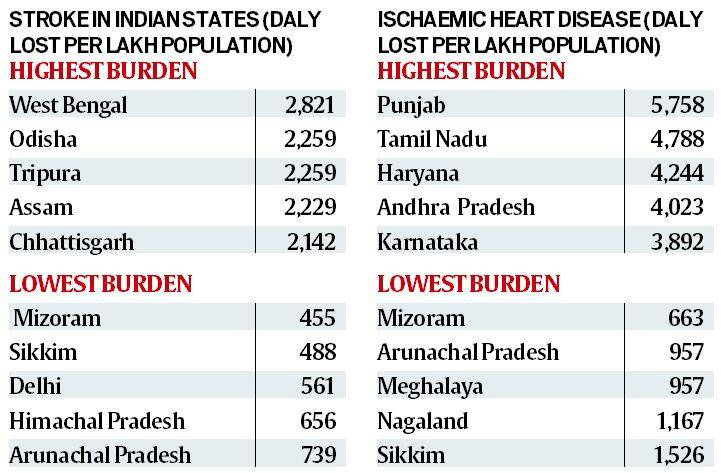 STROKE IN INDIAN STATES (DALY
LOST PER LAKH POPULATION)
HIGHEST BURDEN
West Bengal 2,821
Odisha 2,259
Tripura 2,259
Assam 2,229
Chhattisgarh 2,142
LOWEST BURDEN
Mizoram 455
Sikkim 488
Delhi 561
Himachal Pradesh 656
Arunachal Pradesh 739
ISCHAEMIC HEART DISEASE (DALY
LOST PER LAKH POPULATION)
HIGHEST BURDEN
Punjab 5,758
Tamil Nadu 4,788
Haryana 4,244
Andhra Pradesh 4,023
Karnataka 3,892
LOWEST BURDEN
Mizoram 663
Arunachal Pradesh 957
Meghalaya 957
Nagaland 1,167
Sikkim 1,526